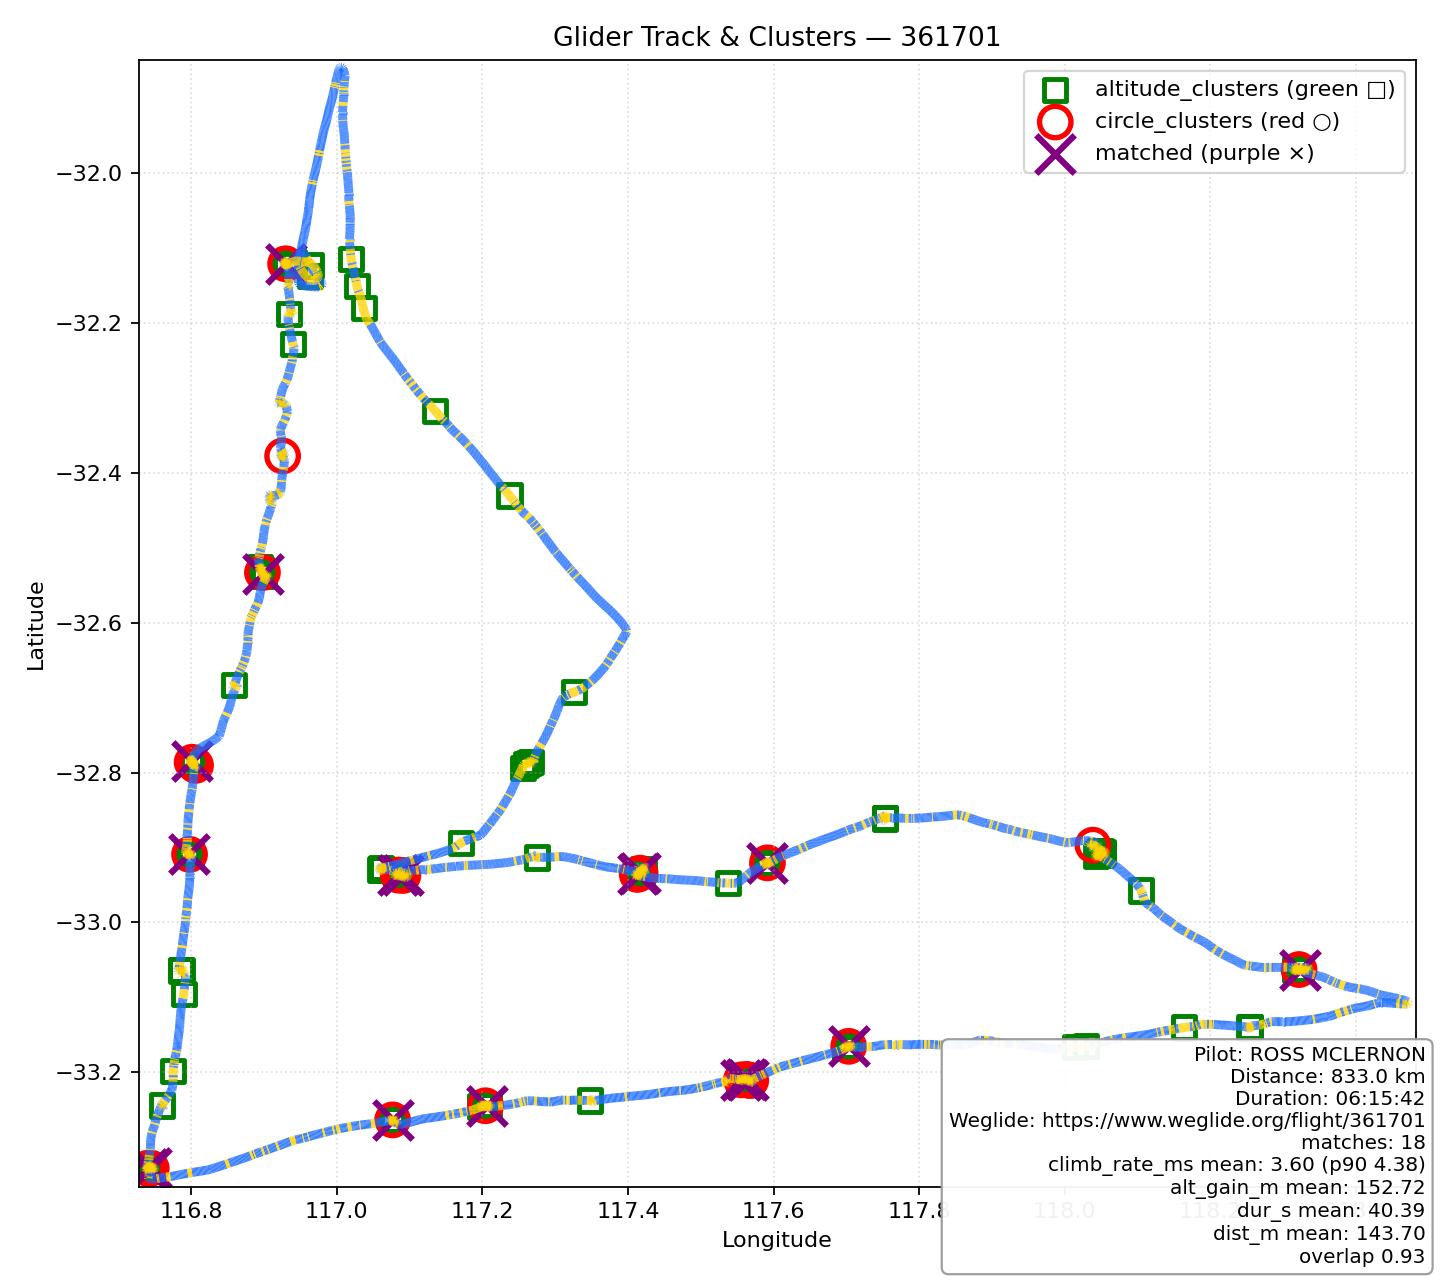 Glider Track & Clusters — 361701
altitude_clusters (green □)
circle_clusters (red ○)
matched (purple ×)
Latitude
−32.0
−32.2
−32.4
−32.6
−32.8
−33.0
−33.2
116.8 117.0 117.2 117.4 117.6 117.8 118.0 118.2
Longitude
Pilot: ROSS MCLERNON
Distance: 833.0 km
Duration: 06:15:42
Weglide: https://www.weglide.org/flight/361701
matches: 18
climb_rate_ms mean: 3.60 (p90 4.38)
alt_gain_m mean: 152.72
dur_s mean: 40.39
dist_m mean: 143.70
overlap 0.93